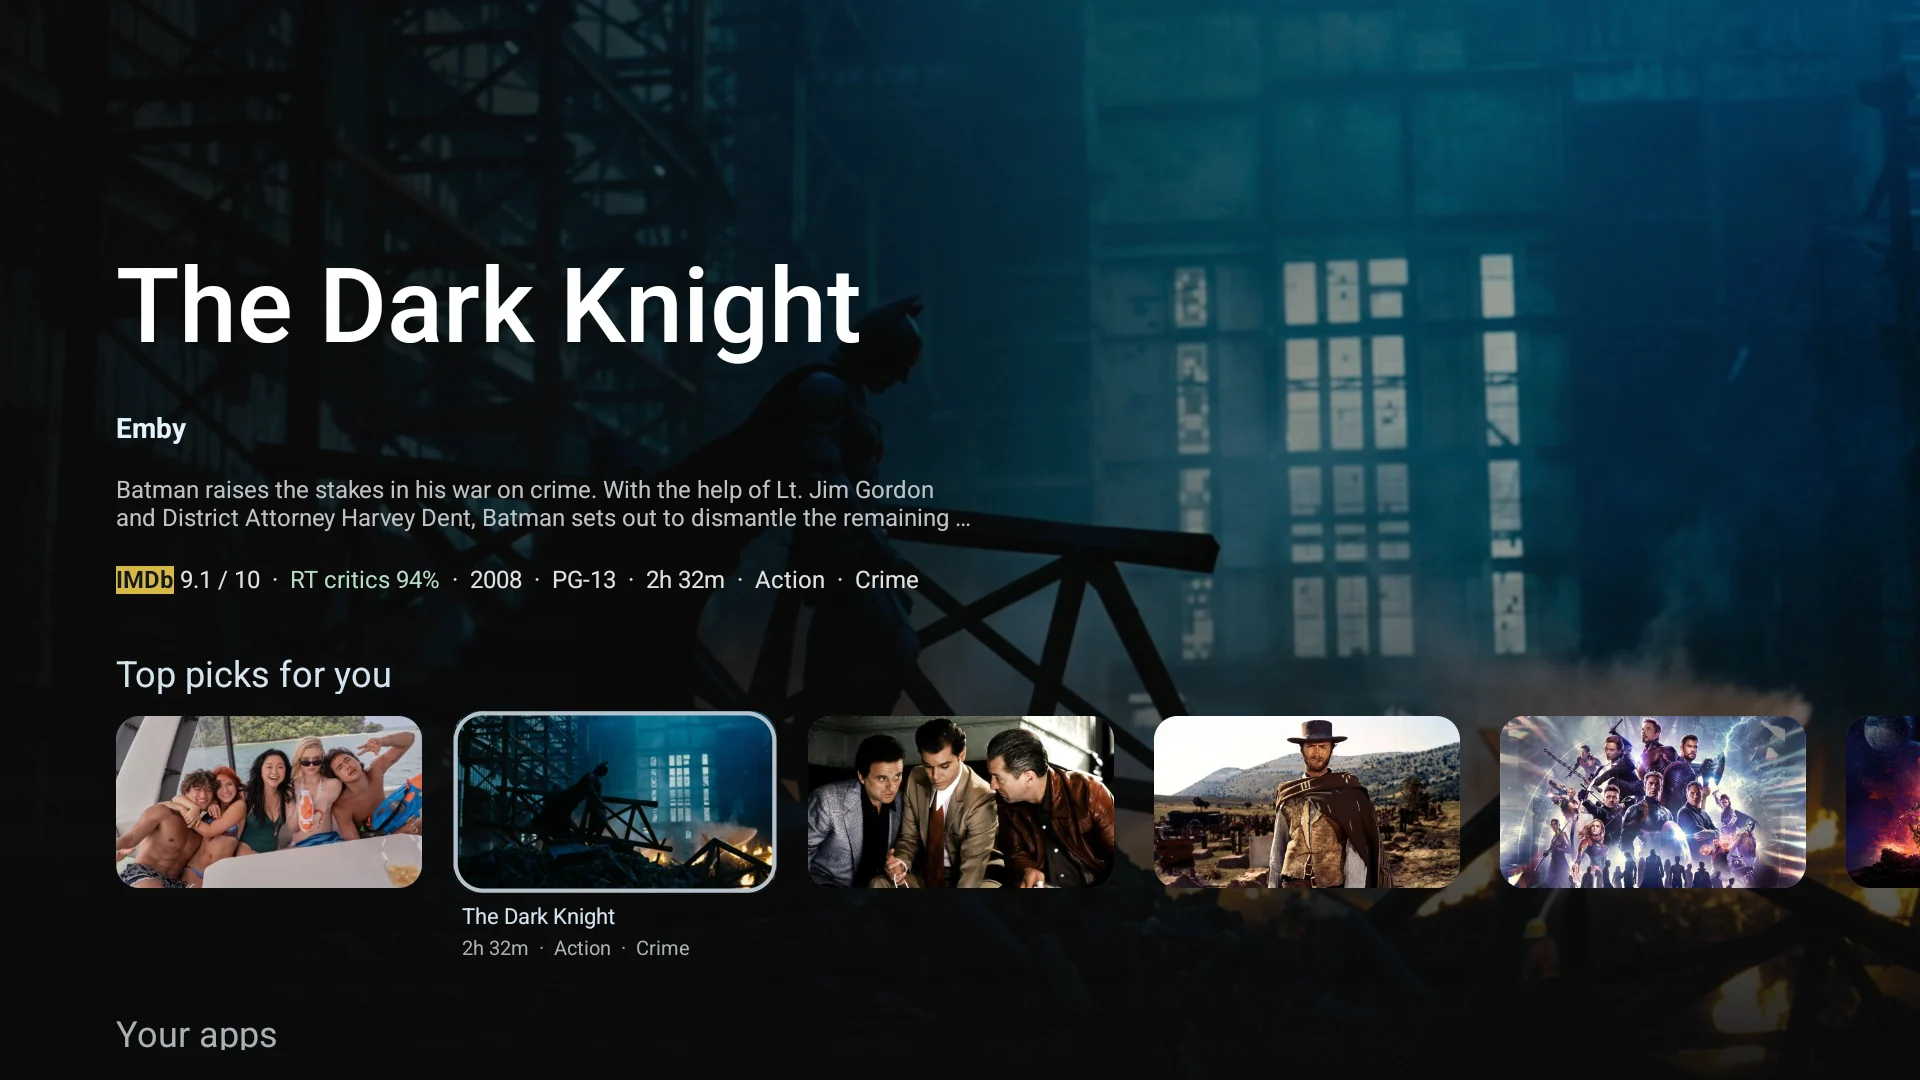 The Dark Knight
Emby
Batman raises the stakes in his war on crime. With the help of Lt. Jim Gordon
and District Attorney Harvey Dent, Batman sets out to dismantle the remaining ...
IMDb 9.1 / 10 · RT critics 94% · 2008 · PG-13 · 2h 32m · Action · Crime
Top picks for you
The Dark Knight
2h 32m · Action · Crime
Your apps